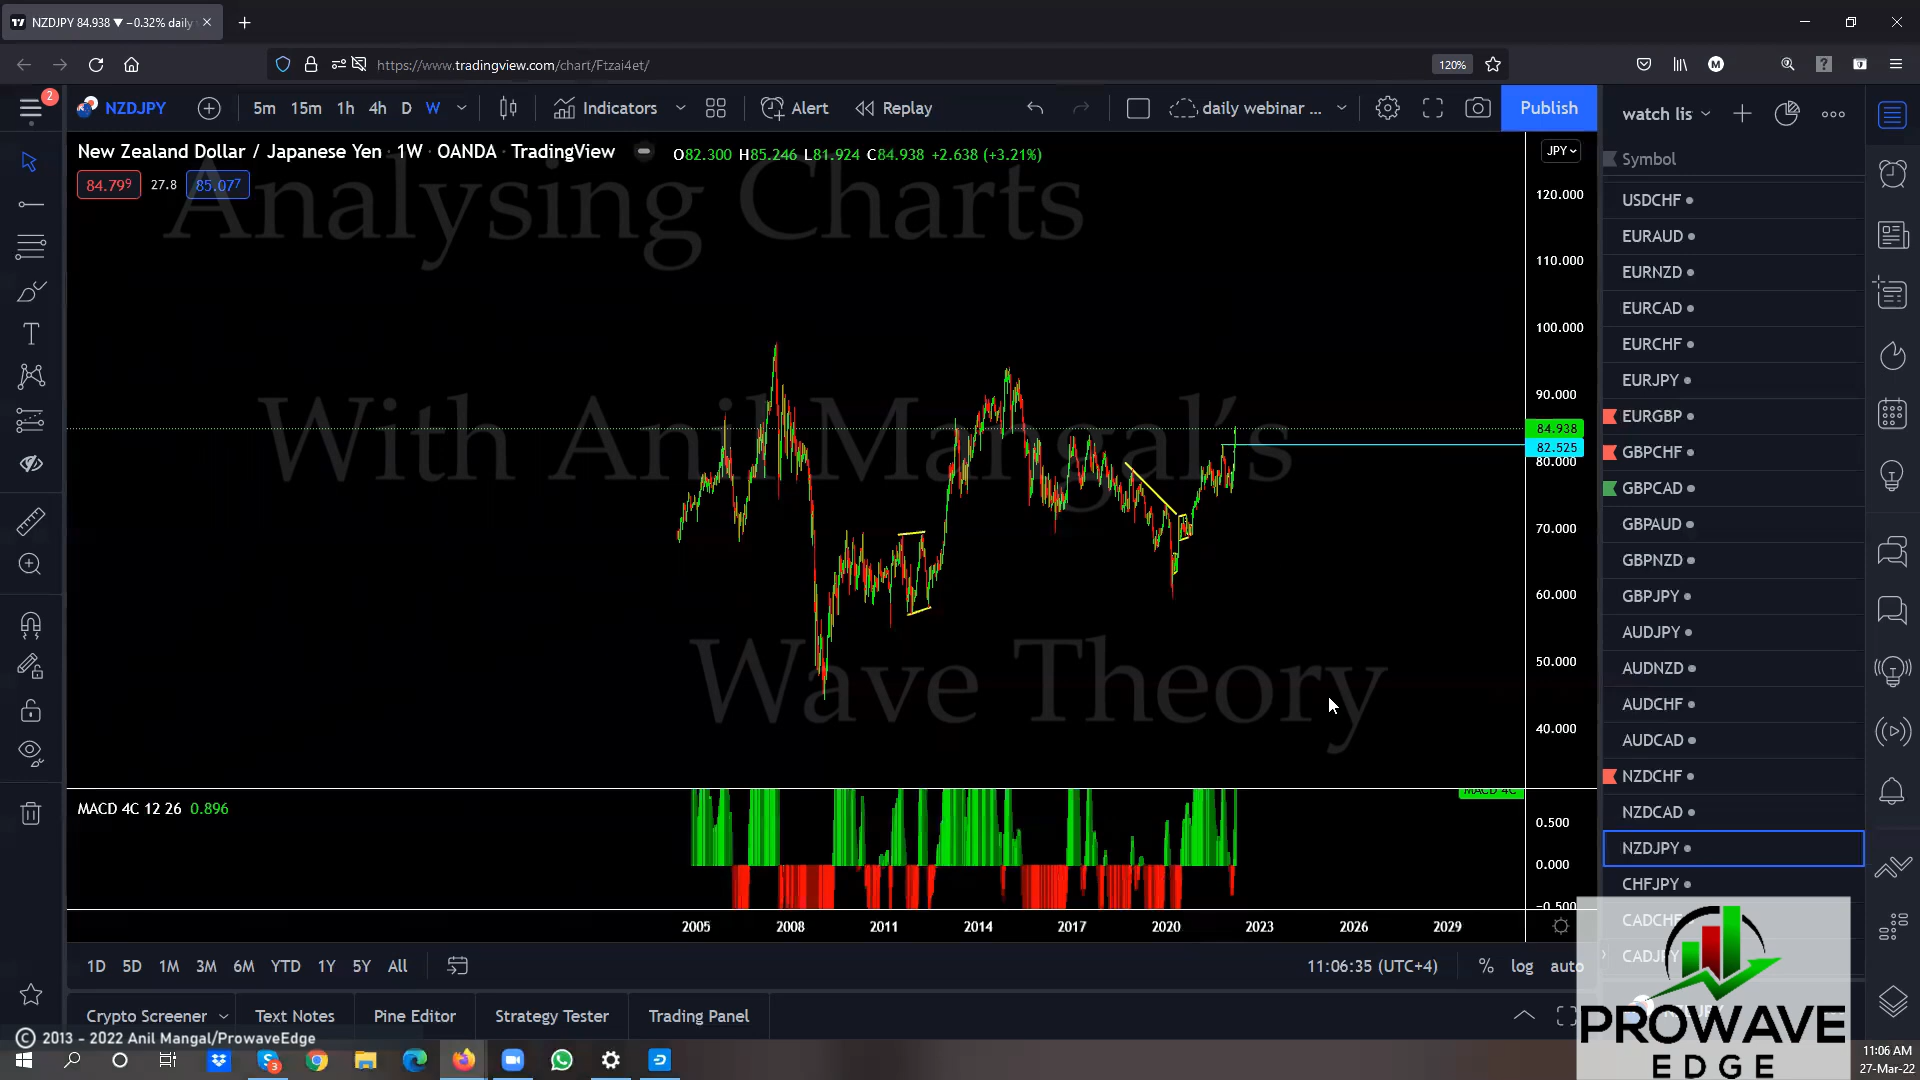 NZDJPY 84.938 ▼ −0.32% daily
https://www.tradingview.com/chart/Ftzai4et/
120%
2
NZDJPY
5m 15m 1h 4h D W
Indicators
Alert
Replay
daily webinar ...
Publish
watch lis
New Zealand Dollar / Japanese Yen · 1W · OANDA · TradingView
O82.300 H85.246 L81.924 C84.938 +2.638 (+3.21%)
JPY
84.799 27.8 85.077
Symbol
Analysing Charts
With Anil Mangal's
Wave Theory
120.000
110.000
100.000
90.000
84.938
82.525
80.000
70.000
60.000
50.000
40.000
USDCHF
EURAUD
EURNZD
EURCAD
EURCHF
EURJPY
EURGBP
GBPCHF
GBPCAD
GBPAUD
GBPNZD
GBPJPY
AUDJPY
AUDNZD
AUDCHF
AUDCAD
NZDCHF
NZDCAD
NZDJPY
CHFJPY
CADCHF
CADJPY
MACD 4C 12 26 0.896
MACD 4C
0.500
0.000
−0.500
2005 2008 2011 2014 2017 2020 2023 2026 2029
1D 5D 1M 3M 6M YTD 1Y 5Y All
11:06:35 (UTC+4) % log auto
Crypto Screener Text Notes Pine Editor Strategy Tester Trading Panel
© 2013 - 2022 Anil Mangal/ProwaveEdge
PROWAVE
EDGE
3
11:06 AM
27-Mar-22